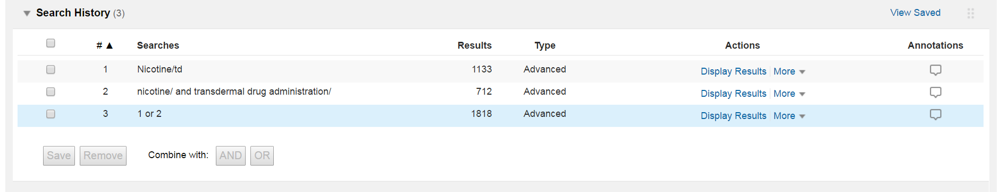 Search History (3) View Saved
# ▲ Searches Results Type Actions Annotations
1 Nicotine/td 1133 Advanced Display Results More
2 nicotine/ and transdermal drug administration/ 712 Advanced Display Results More
3 1 or 2 1818 Advanced Display Results More
Save Remove Combine with: AND OR